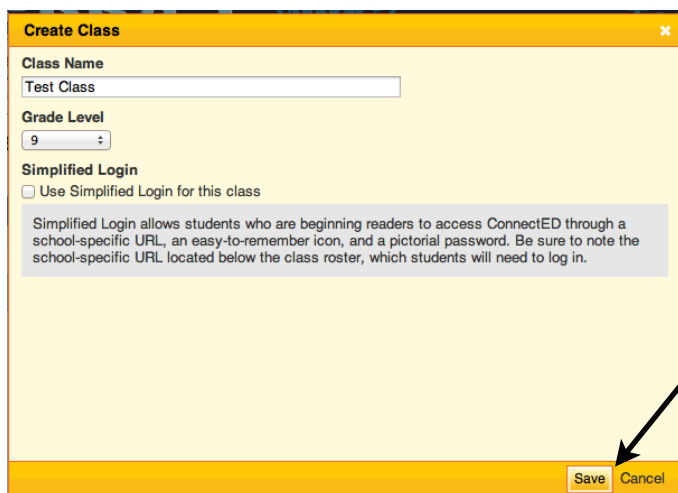 Create Class
Class Name
Test Class
Grade Level
9
Simplified Login
Use Simplified Login for this class
Simplified Login allows students who are beginning readers to access ConnectED through a
school-specific URL, an easy-to-remember icon, and a pictorial password. Be sure to note the
school-specific URL located below the class roster, which students will need to log in.
Save Cancel